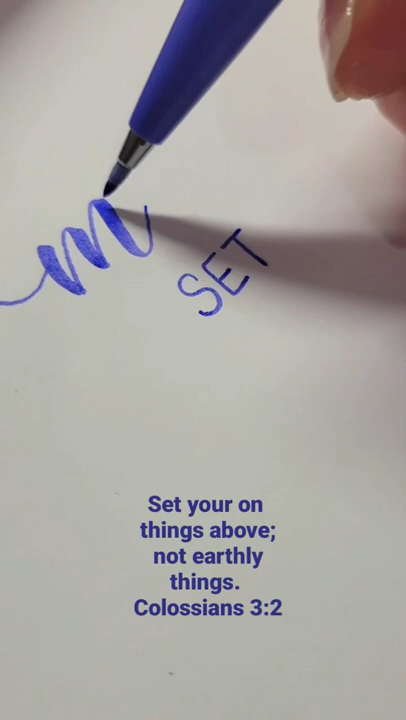 m
SET
Set your on
things above;
not earthly
things.
Colossians 3:2